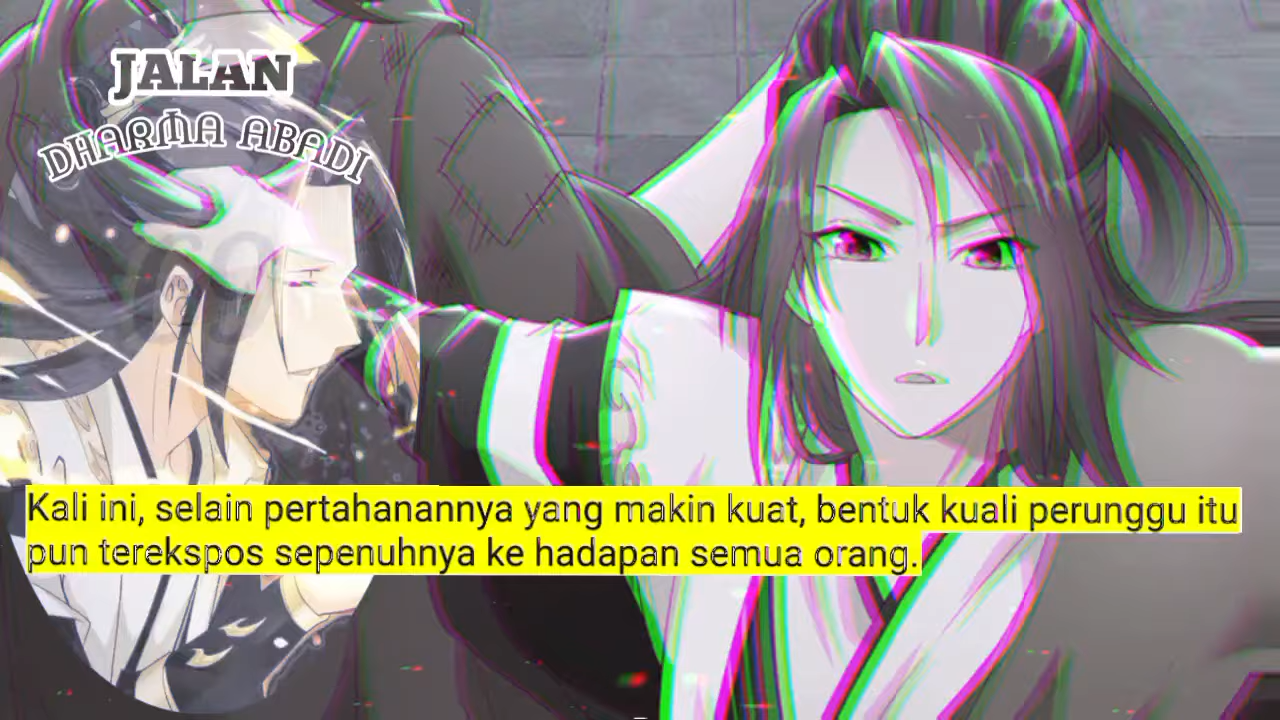 JALAN
DHARMA ABADI
Kali ini, selain pertahanannya yang makin kuat, bentuk kuali perunggu itu
pun terekspos sepenuhnya ke hadapan semua orang.